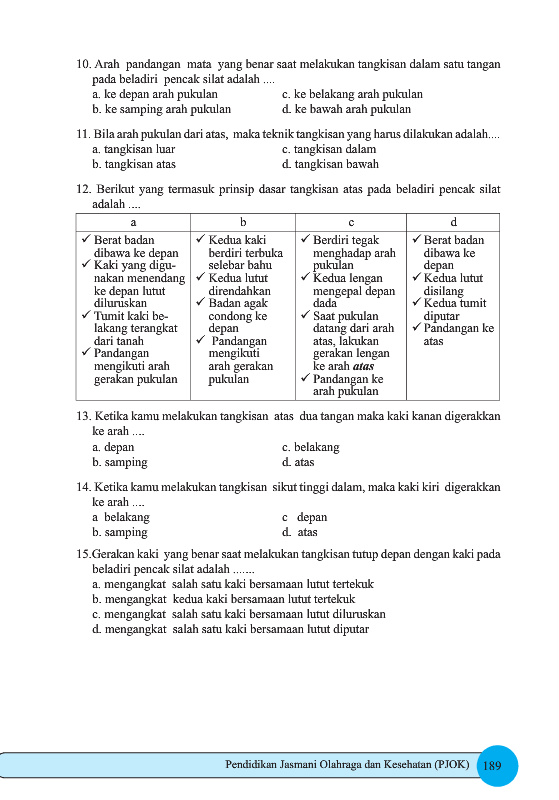 10. Arah pandangan mata yang benar saat melakukan tangkisan dalam satu tangan
pada beladiri pencak silat adalah ....
a. ke depan arah pukulan
c. ke belakang arah pukulan
b. ke samping arah pukulan
d. ke bawah arah pukulan
11. Bila arah pukulan dari atas, maka teknik tangkisan yang harus dilakukan adalah....
a. tangkisan luar
c. tangkisan dalam
b. tangkisan atas
d. tangkisan bawah
12. Berikut yang termasuk prinsip dasar tangkisan atas pada beladiri pencak silat
adalah ....
a
✓ Berat badan
dibawa ke depan
✓ Kaki yang digu-
nakan menendang
ke depan lutut
diluruskan
✓ Tumit kaki be-
lakang terangkat
dari tanah
✓ Pandangan
mengikuti arah
gerakan pukulan
b
✓ Kedua kaki
berdiri terbuka
selebar bahu
✓ Kedua lutut
direndahkan
✓ Badan agak
condong ke
depan
✓ Pandangan
mengikuti
arah gerakan
pukulan
c
✓ Berdiri tegak
menghadap arah
pukulan
✓ Kedua lengan
mengepal depan
dada
✓ Saat pukulan
datang dari arah
atas, lakukan
gerakan lengan
ke arah atas
✓ Pandangan ke
arah pukulan
d
✓ Berat badan
dibawa ke
depan
✓ Kedua lutut
disilang
✓ Kedua tumit
diputar
✓ Pandangan ke
atas
13. Ketika kamu melakukan tangkisan atas dua tangan maka kaki kanan digerakkan
ke arah ....
a. depan
c. belakang
b. samping
d. atas
14. Ketika kamu melakukan tangkisan sikut tinggi dalam, maka kaki kiri digerakkan
ke arah ....
a belakang
c depan
b. samping
d. atas
15.Gerakan kaki yang benar saat melakukan tangkisan tutup depan dengan kaki pada
beladiri pencak silat adalah .......
a. mengangkat salah satu kaki bersamaan lutut tertekuk
b. mengangkat kedua kaki bersamaan lutut tertekuk
c. mengangkat salah satu kaki bersamaan lutut diluruskan
d. mengangkat salah satu kaki bersamaan lutut diputar
Pendidikan Jasmani Olahraga dan Kesehatan (PJOK) 189